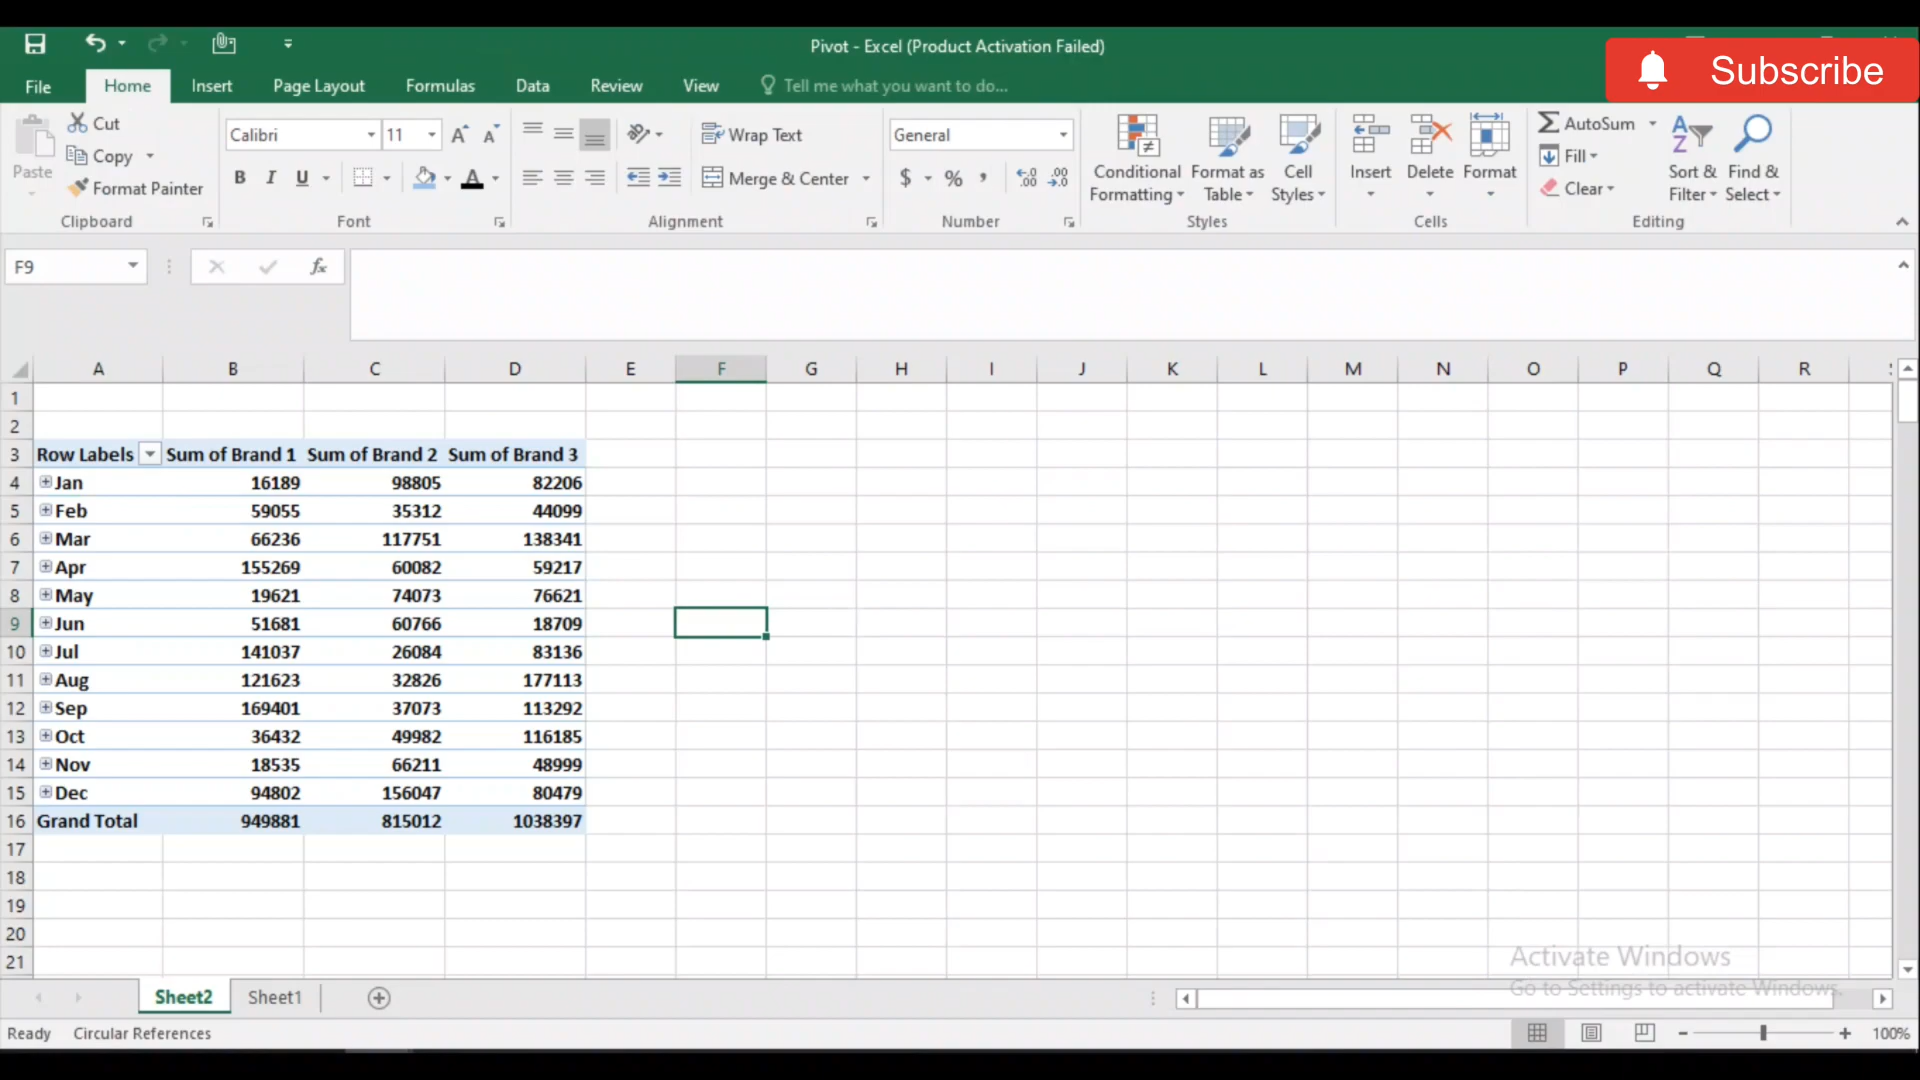 Pivot - Excel (Product Activation Failed)
Subscribe
File Home Insert Page Layout Formulas Data Review View Tell me what you want to do...
Paste
Cut
Copy
Format Painter
Clipboard
Calibri 11
B I U A
Font
Wrap Text
Merge & Center
Alignment
General
$ % ,
Number
Conditional Formatting
Format as Table
Cell Styles
Styles
Insert Delete Format
Cells
AutoSum
Fill
Clear
Sort & Filter
Find & Select
Editing
F9 fx
A B C D E F G H I J K L M N O P Q R
1
2
3 Row Labels Sum of Brand 1 Sum of Brand 2 Sum of Brand 3
4 Jan 16189 98805 82206
5 Feb 59055 35312 44099
6 Mar 66236 117751 138341
7 Apr 155269 60082 59217
8 May 19621 74073 76621
9 Jun 51681 60766 18709
10 Jul 141037 26084 83136
11 Aug 121623 32826 177113
12 Sep 169401 37073 113292
13 Oct 36432 49982 116185
14 Nov 18535 66211 48999
15 Dec 94802 156047 80479
16 Grand Total 949881 815012 1038397
17
18
19
20
21
Activate Windows
Go to Settings to activate Windows.
Sheet2 Sheet1
Ready Circular References 100%